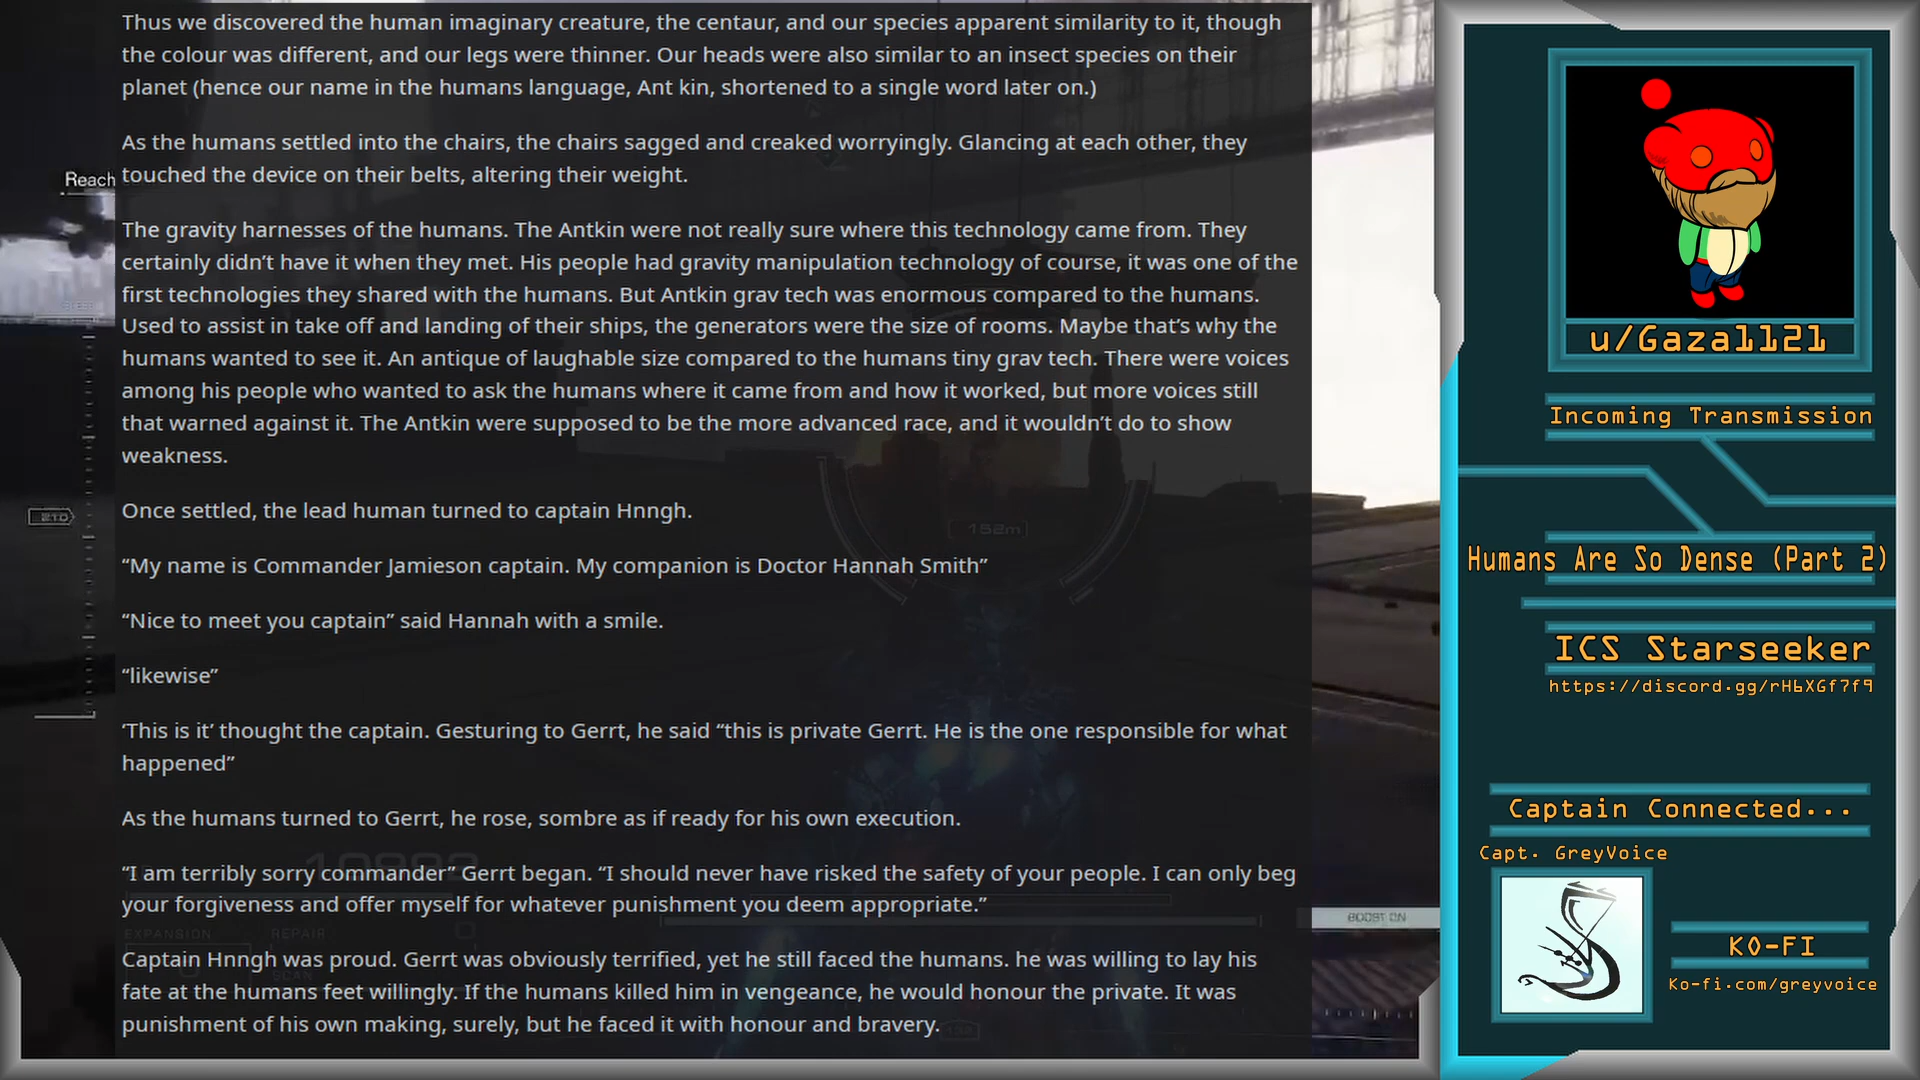 Thus we discovered the human imaginary creature, the centaur, and our species apparent similarity to it, though
the colour was different, and our legs were thinner. Our heads were also similar to an insect species on their
planet (hence our name in the humans language, Ant kin, shortened to a single word later on.)
As the humans settled into the chairs, the chairs sagged and creaked worryingly. Glancing at each other, they
touched the device on their belts, altering their weight.
Reach
The gravity harnesses of the humans. The Antkin were not really sure where this technology came from. They
certainly didn’t have it when they met. His people had gravity manipulation technology of course, it was one of the
first technologies they shared with the humans. But Antkin grav tech was enormous compared to the humans.
Used to assist in take off and landing of their ships, the generators were the size of rooms. Maybe that’s why the
humans wanted to see it. An antique of laughable size compared to the humans tiny grav tech. There were voices
among his people who wanted to ask the humans where it came from and how it worked, but more voices still
that warned against it. The Antkin were supposed to be the more advanced race, and it wouldn’t do to show
weakness.
Once settled, the lead human turned to captain Hnngh.
210
152m
“My name is Commander Jamieson captain. My companion is Doctor Hannah Smith”
“Nice to meet you captain” said Hannah with a smile.
“likewise”
‘This is it’ thought the captain. Gesturing to Gerrt, he said “this is private Gerrt. He is the one responsible for what
happened”
As the humans turned to Gerrt, he rose, sombre as if ready for his own execution.
“I am terribly sorry commander” Gerrt began. “I should never have risked the safety of your people. I can only beg
your forgiveness and offer myself for whatever punishment you deem appropriate.”
BOOST ON
EXPANSION
REPAIR
SCAN
Captain Hnngh was proud. Gerrt was obviously terrified, yet he still faced the humans. he was willing to lay his
fate at the humans feet willingly. If the humans killed him in vengeance, he would honour the private. It was
punishment of his own making, surely, but he faced it with honour and bravery.
u/Gaza1121
Incoming Transmission
Humans Are So Dense (Part 2)
ICS Starseeker
https://discord.gg/rH6XGf7f9
Captain Connected...
Capt. GreyVoice
KO-FI
Ko-fi.com/greyvoice